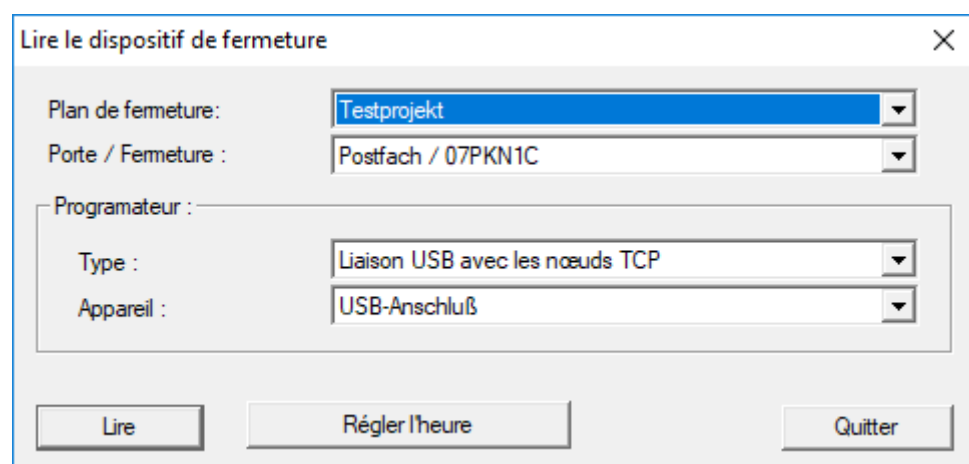 Lire le dispositif de fermeture
Plan de fermeture: Testprojekt
Porte / Fermeture : Postfach / 07PKN1C
Programateur :
Type : Liaison USB avec les nœuds TCP
Appareil : USB-Anschluß
Lire Régler l'heure Quitter